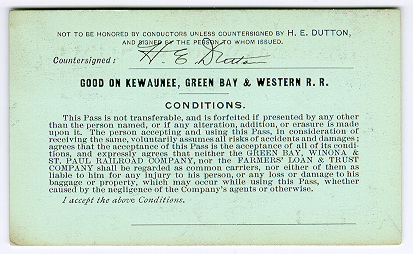 NOT TO BE HONORED BY CONDUCTORS UNLESS COUNTERSIGNED BY H. E. DUTTON,
AND SIGNED BY THE PERSON TO WHOM ISSUED.
Countersigned: H. E. Dutton
GOOD ON KEWAUNEE, GREEN BAY & WESTERN R. R.
CONDITIONS.
This Pass is not transferable, and is forfeited if presented by any other
than the person named, or if any alteration, addition, or erasure is made
upon it. The person accepting and using this Pass, in consideration of
receiving the same, voluntarily assumes all risks of accidents and damages;
agrees that the acceptance of this Pass is the acceptance of all of its condi-
tions, and expressly agrees that neither the GREEN BAY, WINONA &
ST. PAUL RAILROAD COMPANY, nor the FARMERS' LOAN & TRUST
COMPANY shall be regarded as common carriers, nor either of them as
liable to him for any injury to his person, or any loss or damage to his
baggage or property, which may occur while using this Pass, whether
caused by the negligence of the Company's agents or otherwise.
I accept the above Conditions.